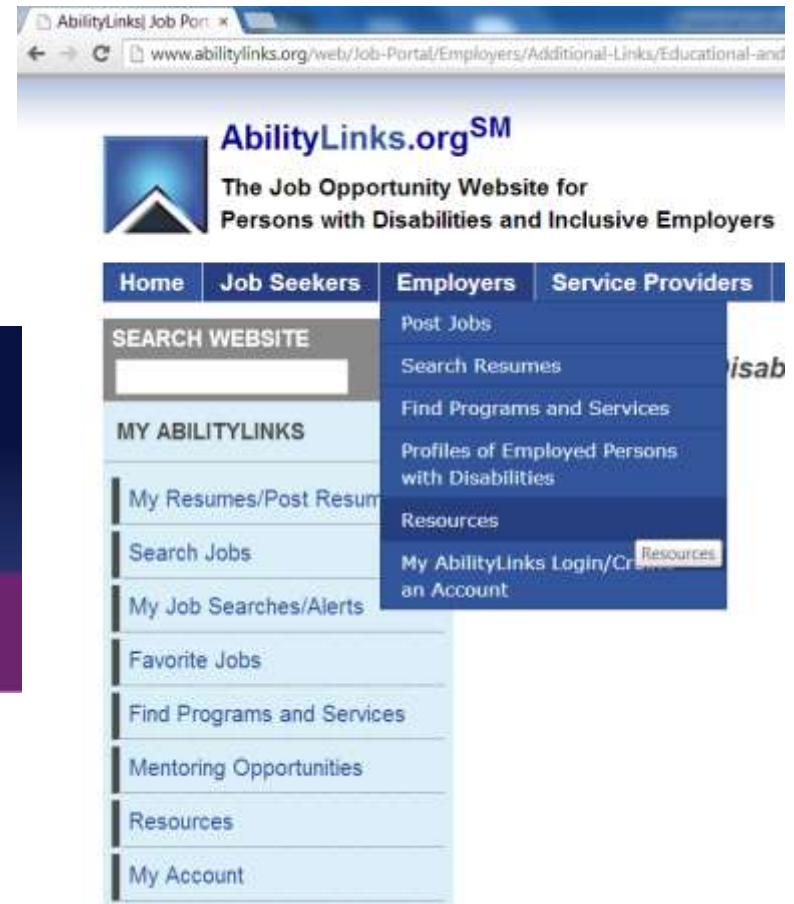 AbilityLinks| Job Port
www.abilitylinks.org/web/Job-Portal/Employers/Additional-Links/Educational-and
AbilityLinks.orgSM
The Job Opportunity Website for
Persons with Disabilities and Inclusive Employers
Home Job Seekers Employers Service Providers
SEARCH WEBSITE
Post Jobs
Search Resumes
isab
Find Programs and Services
Profiles of Employed Persons
with Disabilities
Resources
Resources
My AbilityLinks Login/Cr
an Account
MY ABILITYLINKS
My Resumes/Post Resum
Search Jobs
My Job Searches/Alerts
Favorite Jobs
Find Programs and Services
Mentoring Opportunities
Resources
My Account